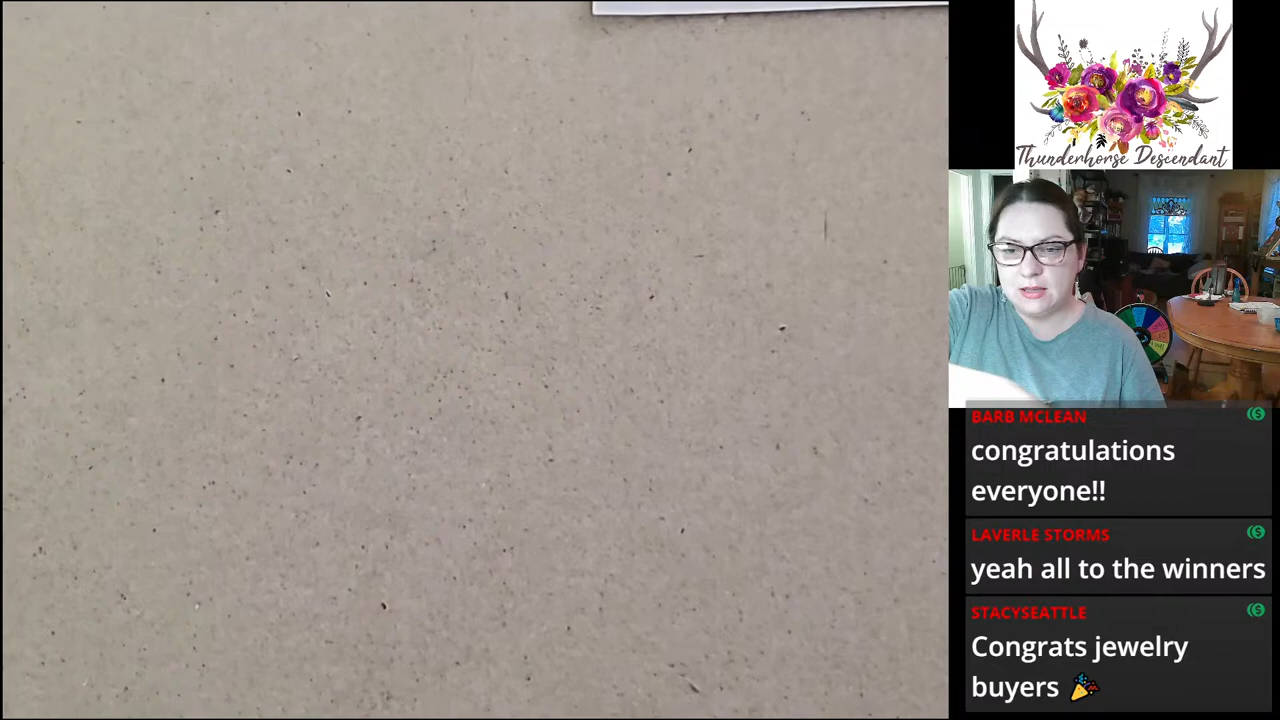 Thunderhorse Descendant
BARB MCLEAN
congratulations
everyone!!
LAVERLE STORMS
yeah all to the winners
STACYSEATTLE
Congrats jewelry
buyers 🎉